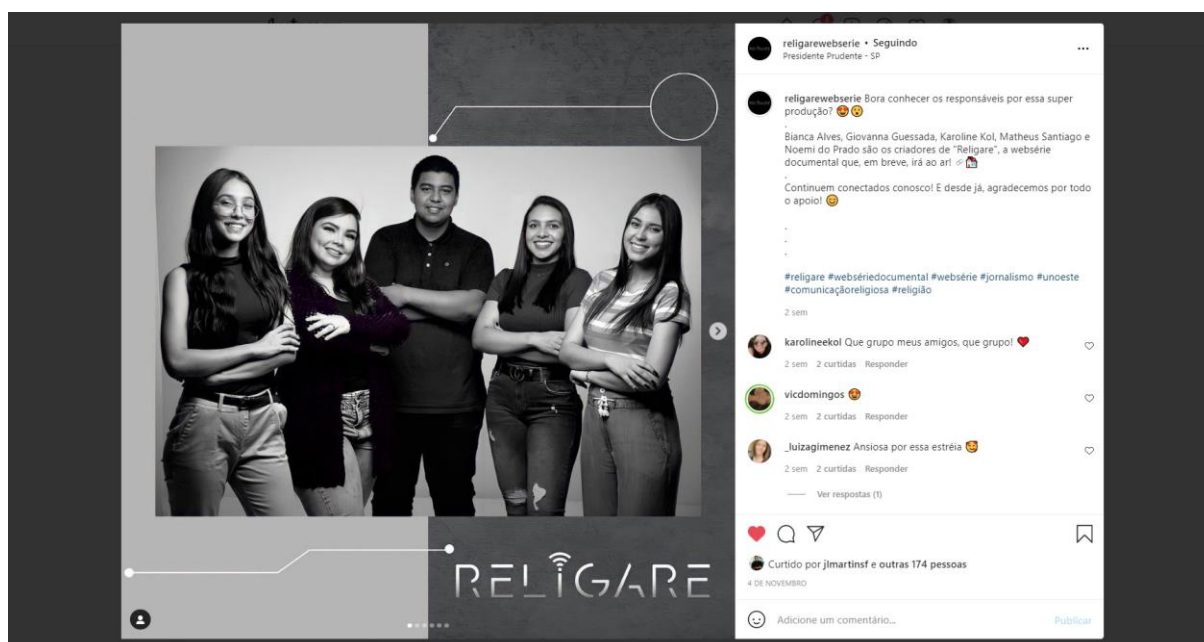 religarewebserie • Seguindo
Presidente Prudente - SP
religarewebserie Bora conhecer os responsáveis por essa super
produção? 😍😮
.
Bianca Alves, Giovanna Guessada, Karoline Kol, Matheus Santiago e
Noemi do Prado são os criadores de "Religare", a websérie
documental que, em breve, irá ao ar!
.
Continuem conectados conosco! E desde já, agradecemos por todo
o apoio! 😊
.
.
.
#religare #websériedocumental #websérie #jornalismo #unoeste
#comunicaçãoreligiosa #religião
2 sem
karolineekol Que grupo meus amigos, que grupo! ❤
2 sem 2 curtidas Responder
vicdomingos 😍
2 sem 2 curtidas Responder
_luizagimenez Ansiosa por essa estréia 🥰
2 sem 2 curtidas Responder
Ver respostas (1)
RELIGARE
Curtido por jlmartinsf e outras 174 pessoas
4 DE NOVEMBRO
Adicione um comentário...
Publicar